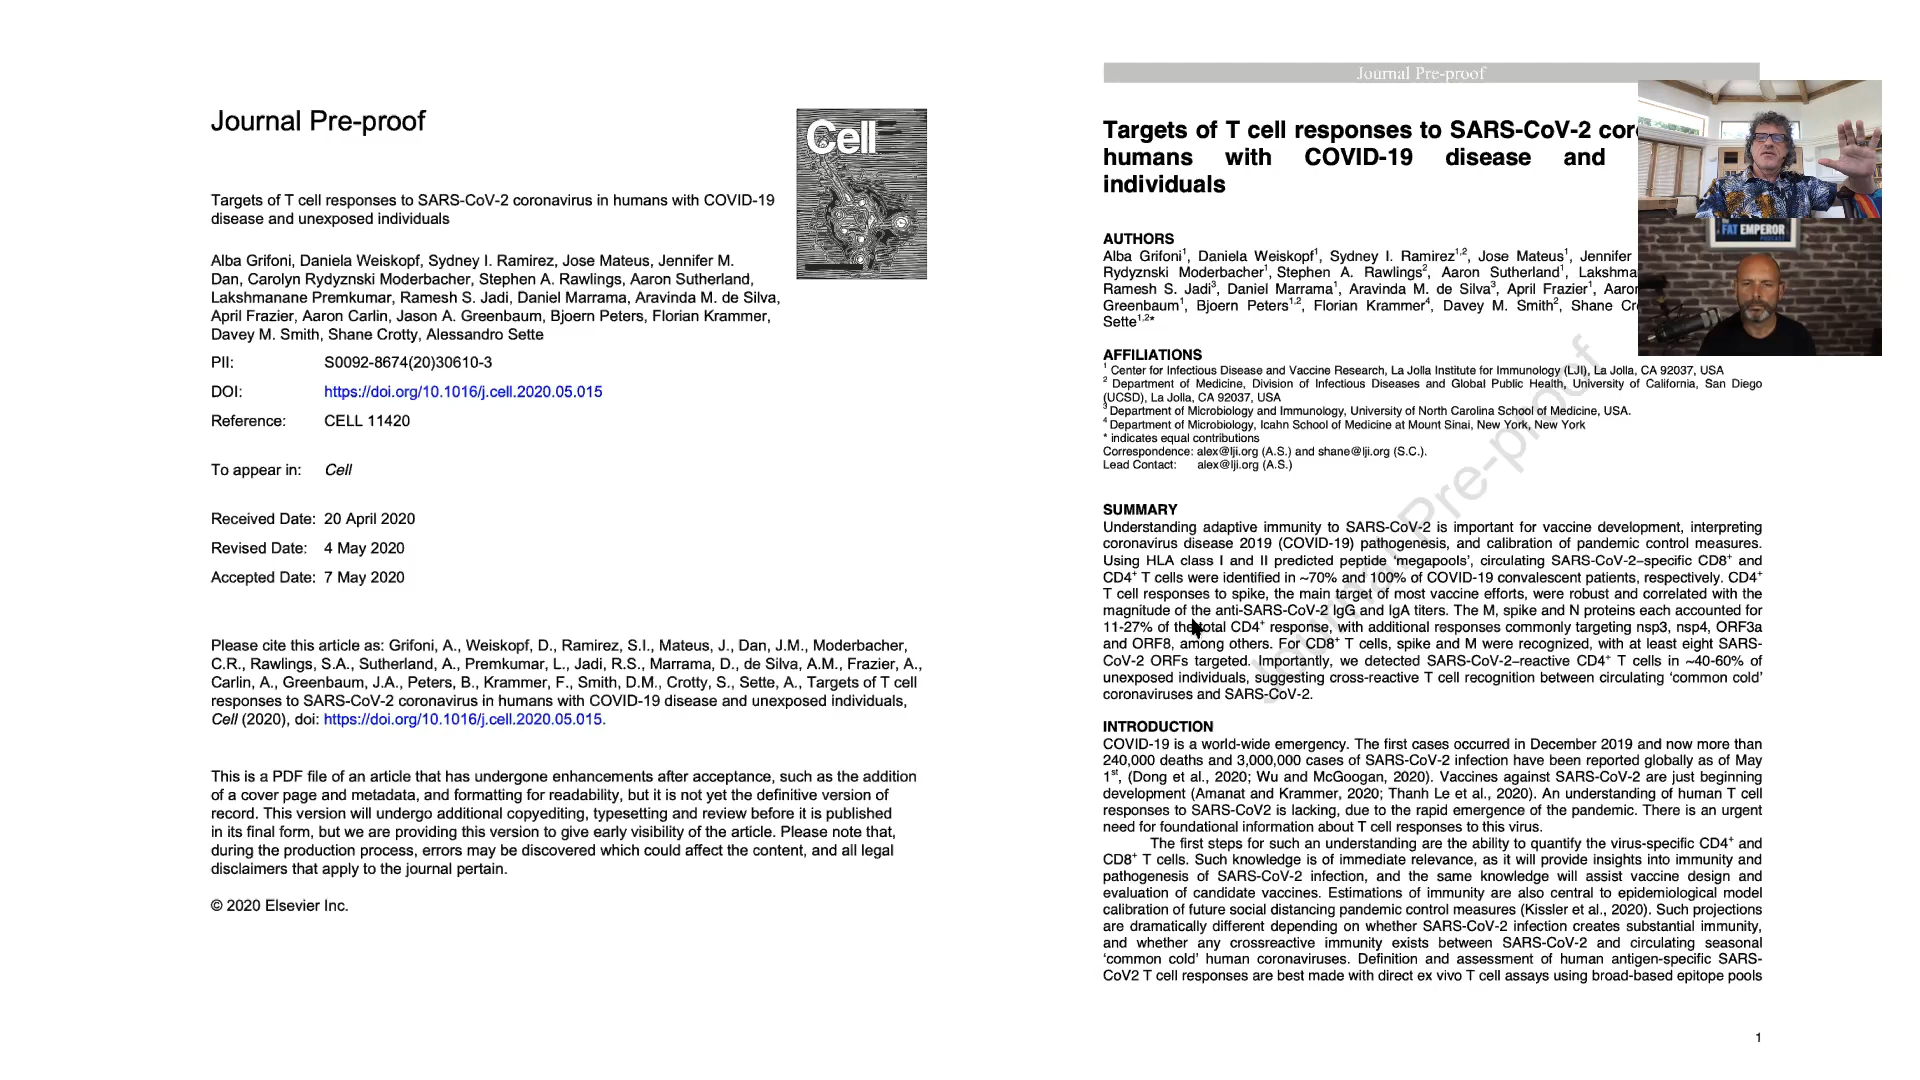 Journal Pre-proof
Cell
Targets of T cell responses to SARS-CoV-2 coronavirus in humans with COVID-19
disease and unexposed individuals
Alba Grifoni, Daniela Weiskopf, Sydney I. Ramirez, Jose Mateus, Jennifer M.
Dan, Carolyn Rydyznski Moderbacher, Stephen A. Rawlings, Aaron Sutherland,
Lakshmanane Premkumar, Ramesh S. Jadi, Daniel Marrama, Aravinda M. de Silva,
April Frazier, Aaron Carlin, Jason A. Greenbaum, Bjoern Peters, Florian Krammer,
Davey M. Smith, Shane Crotty, Alessandro Sette
PII: S0092-8674(20)30610-3
DOI: https://doi.org/10.1016/j.cell.2020.05.015
Reference: CELL 11420
To appear in: Cell
Received Date: 20 April 2020
Revised Date: 4 May 2020
Accepted Date: 7 May 2020
Please cite this article as: Grifoni, A., Weiskopf, D., Ramirez, S.I., Mateus, J., Dan, J.M., Moderbacher,
C.R., Rawlings, S.A., Sutherland, A., Premkumar, L., Jadi, R.S., Marrama, D., de Silva, A.M., Frazier, A.,
Carlin, A., Greenbaum, J.A., Peters, B., Krammer, F., Smith, D.M., Crotty, S., Sette, A., Targets of T cell
responses to SARS-CoV-2 coronavirus in humans with COVID-19 disease and unexposed individuals,
Cell (2020), doi: https://doi.org/10.1016/j.cell.2020.05.015.
This is a PDF file of an article that has undergone enhancements after acceptance, such as the addition
of a cover page and metadata, and formatting for readability, but it is not yet the definitive version of
record. This version will undergo additional copyediting, typesetting and review before it is published
in its final form, but we are providing this version to give early visibility of the article. Please note that,
during the production process, errors may be discovered which could affect the content, and all legal
disclaimers that apply to the journal pertain.
© 2020 Elsevier Inc.
Journal Pre-proof
Targets of T cell responses to SARS-CoV-2 cor
humans with COVID-19 disease and
individuals
AUTHORS
Alba Grifoni¹, Daniela Weiskopf¹, Sydney I. Ramirez¹,², Jose Mateus¹, Jennifer
Rydyznski Moderbacher¹, Stephen A. Rawlings², Aaron Sutherland¹, Lakshma
Ramesh S. Jadi³, Daniel Marrama¹, Aravinda M. de Silva³, April Frazier¹, Aaron
Greenbaum¹, Bjoern Peters¹,², Florian Krammer⁴, Davey M. Smith², Shane Cro
Sette¹,²*
AFFILIATIONS
¹ Center for Infectious Disease and Vaccine Research, La Jolla Institute for Immunology (LJI), La Jolla, CA 92037, USA
² Department of Medicine, Division of Infectious Diseases and Global Public Health, University of California, San Diego
(UCSD), La Jolla, CA 92037, USA
³ Department of Microbiology and Immunology, University of North Carolina School of Medicine, USA.
⁴ Department of Microbiology, Icahn School of Medicine at Mount Sinai, New York, New York
* indicates equal contributions
Correspondence: alex@lji.org (A.S.) and shane@lji.org (S.C.).
Lead Contact: alex@lji.org (A.S.)
SUMMARY
Understanding adaptive immunity to SARS-CoV-2 is important for vaccine development, interpreting
coronavirus disease 2019 (COVID-19) pathogenesis, and calibration of pandemic control measures.
Using HLA class I and II predicted peptide 'megapools', circulating SARS-CoV-2–specific CD8⁺ and
CD4⁺ T cells were identified in ~70% and 100% of COVID-19 convalescent patients, respectively. CD4⁺
T cell responses to spike, the main target of most vaccine efforts, were robust and correlated with the
magnitude of the anti-SARS-CoV-2 IgG and IgA titers. The M, spike and N proteins each accounted for
11-27% of the total CD4⁺ response, with additional responses commonly targeting nsp3, nsp4, ORF3a
and ORF8, among others. For CD8⁺ T cells, spike and M were recognized, with at least eight SARS-
CoV-2 ORFs targeted. Importantly, we detected SARS-CoV-2–reactive CD4⁺ T cells in ~40-60% of
unexposed individuals, suggesting cross-reactive T cell recognition between circulating 'common cold'
coronaviruses and SARS-CoV-2.
INTRODUCTION
COVID-19 is a world-wide emergency. The first cases occurred in December 2019 and now more than
240,000 deaths and 3,000,000 cases of SARS-CoV-2 infection have been reported globally as of May
1ˢᵗ, (Dong et al., 2020; Wu and McGoogan, 2020). Vaccines against SARS-CoV-2 are just beginning
development (Amanat and Krammer, 2020; Thanh Le et al., 2020). An understanding of human T cell
responses to SARS-CoV2 is lacking, due to the rapid emergence of the pandemic. There is an urgent
need for foundational information about T cell responses to this virus.
The first steps for such an understanding are the ability to quantify the virus-specific CD4⁺ and
CD8⁺ T cells. Such knowledge is of immediate relevance, as it will provide insights into immunity and
pathogenesis of SARS-CoV-2 infection, and the same knowledge will assist vaccine design and
evaluation of candidate vaccines. Estimations of immunity are also central to epidemiological model
calibration of future social distancing pandemic control measures (Kissler et al., 2020). Such projections
are dramatically different depending on whether SARS-CoV-2 infection creates substantial immunity,
and whether any crossreactive immunity exists between SARS-CoV-2 and circulating seasonal
'common cold' human coronaviruses. Definition and assessment of human antigen-specific SARS-
CoV2 T cell responses are best made with direct ex vivo T cell assays using broad-based epitope pools
1
Journal Pre-proof
FAT EMPEROR
PODCAST